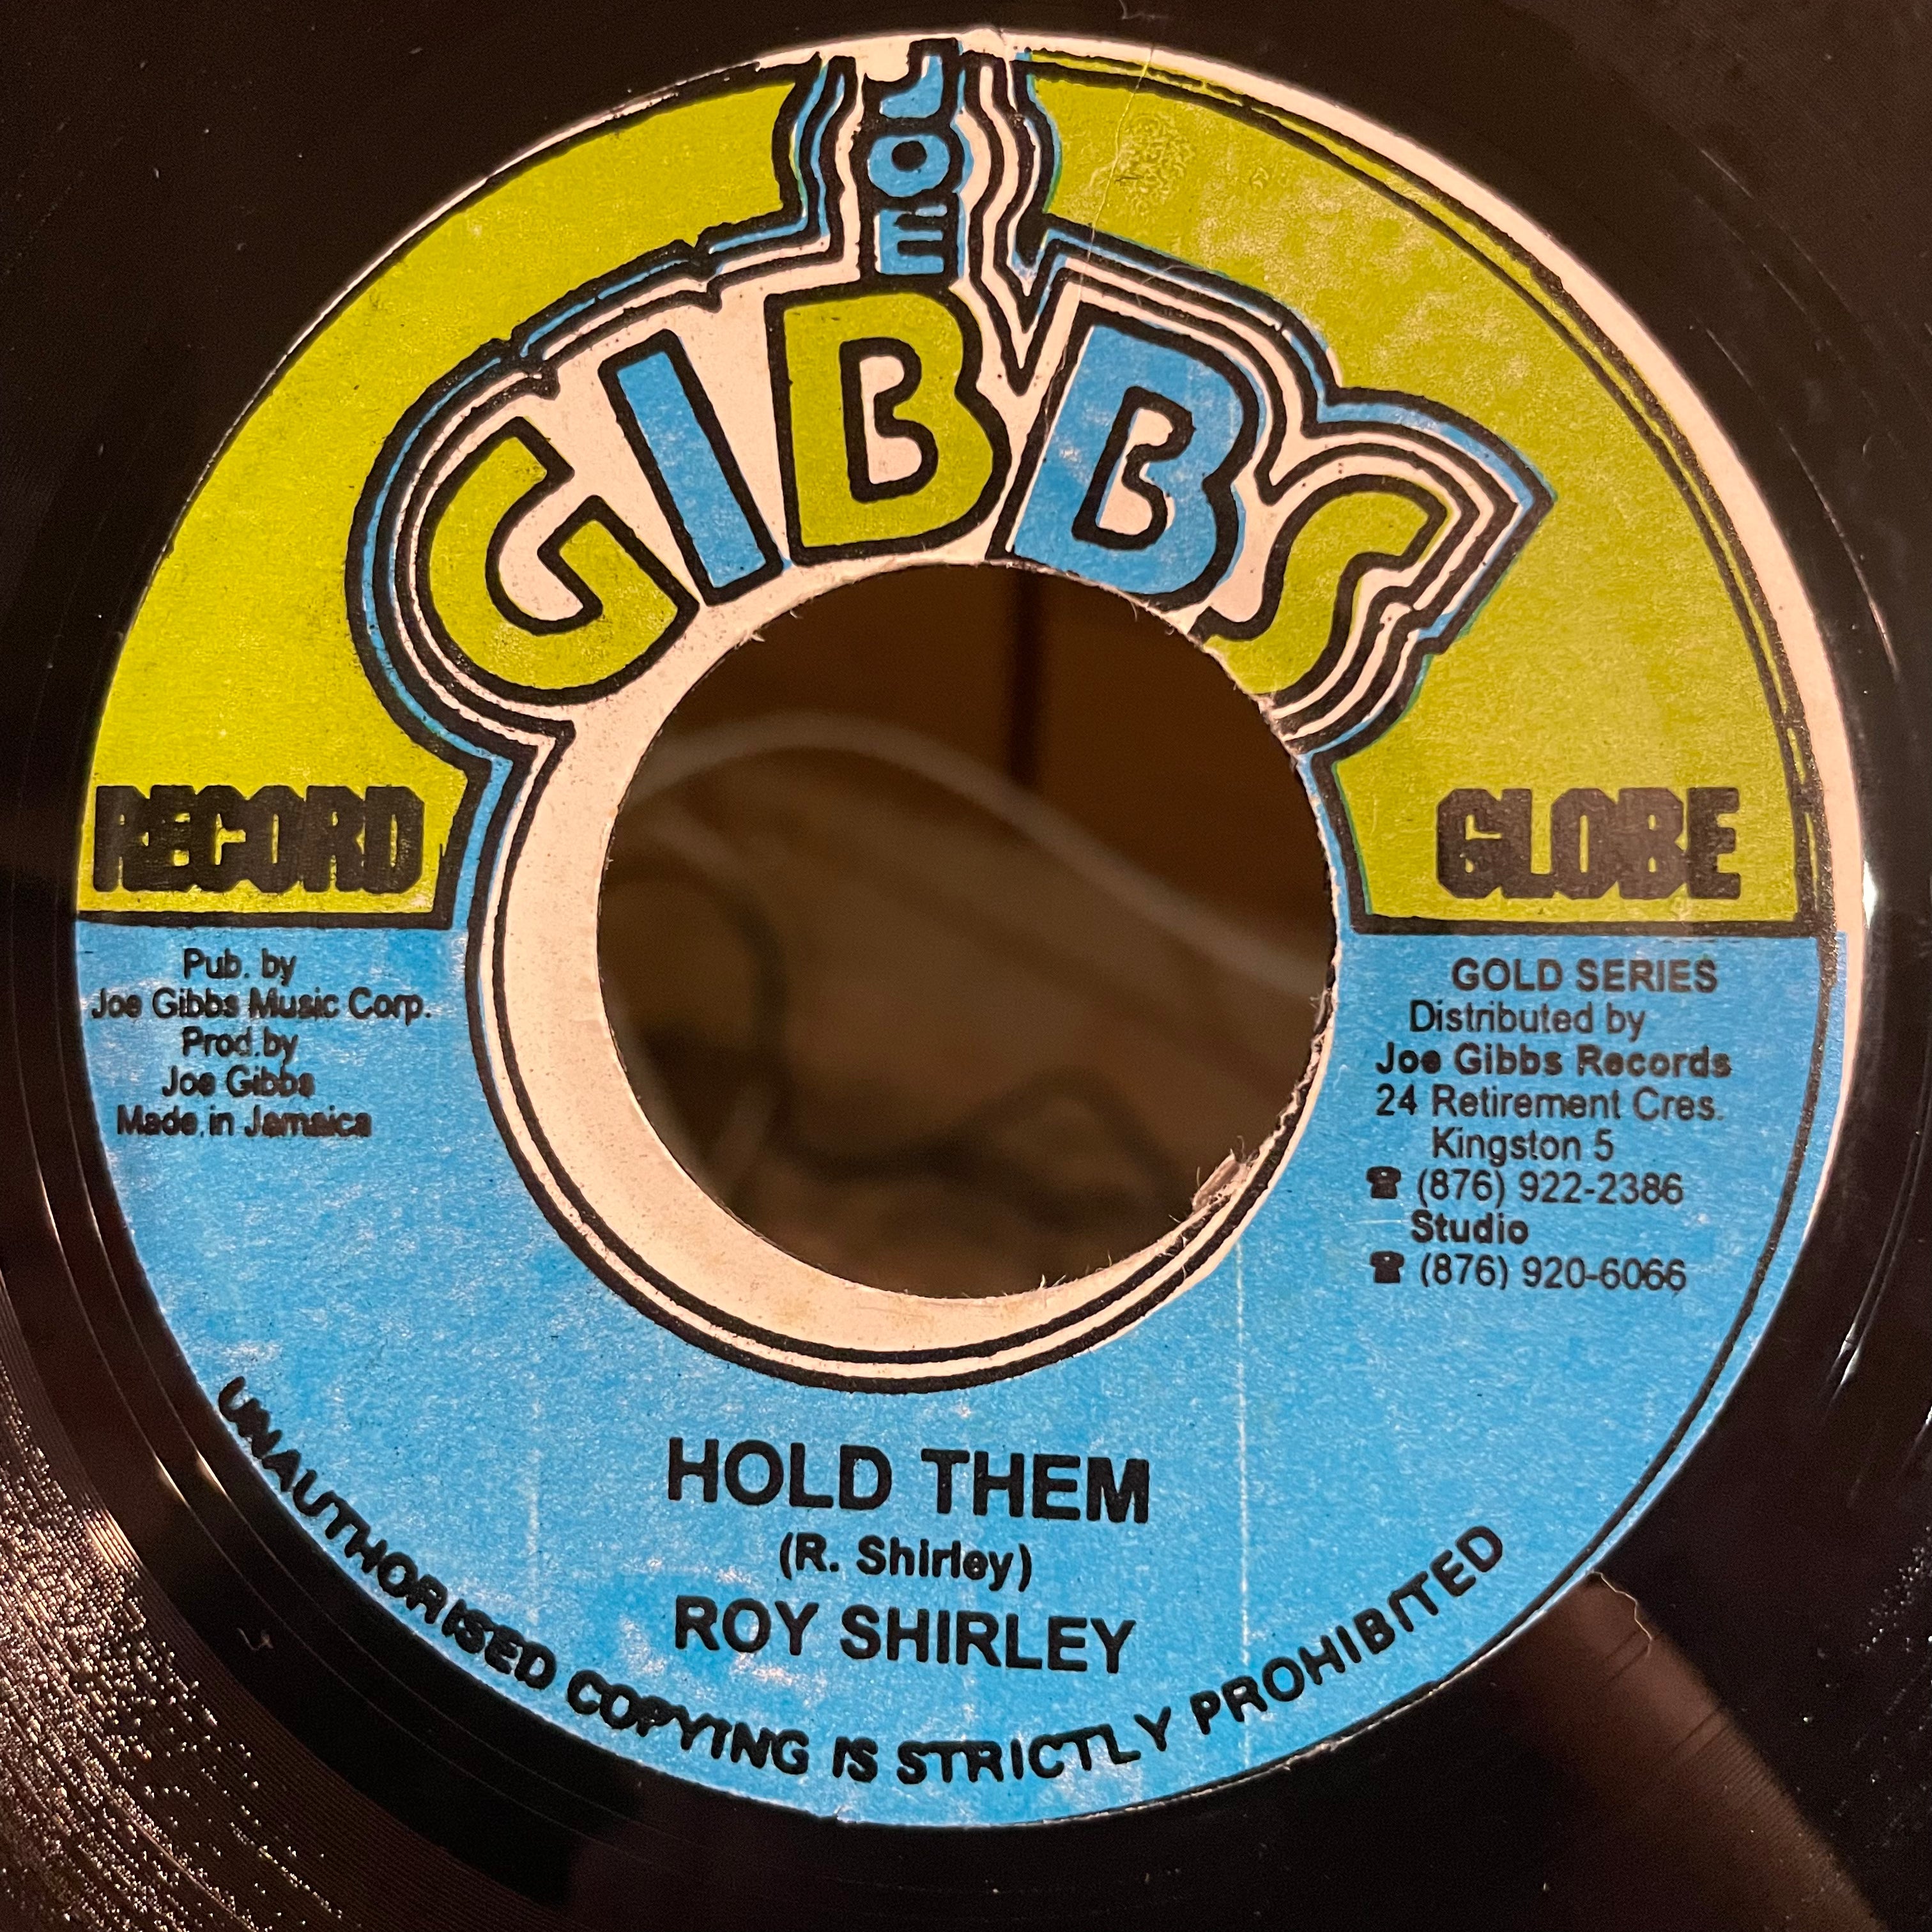 JOE
GIBBS
RECORD
GLOBE
Pub. by
Joe Gibbs Music Corp.
Prod.by
Joe Gibbs
Made in Jamaica
GOLD SERIES
Distributed by
Joe Gibbs Records
24 Retirement Cres.
Kingston 5
☎ (876) 922-2386
Studio
☎ (876) 920-6066
HOLD THEM
(R. Shirley)
ROY SHIRLEY
UNAUTHORISED COPYING IS STRICTLY PROHIBITED